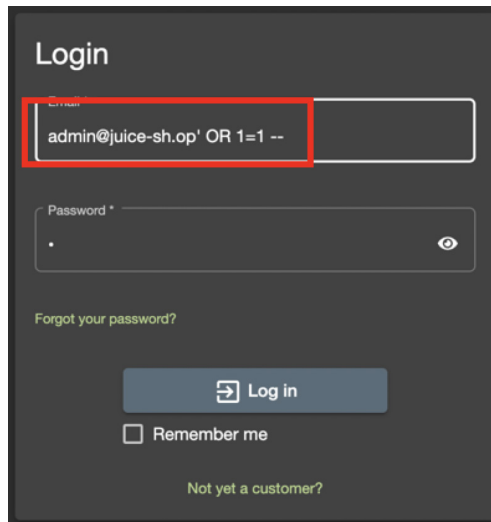 Login
Email *
admin@juice-sh.op' OR 1=1 --
Password *
•
Forgot your password?
Log in
Remember me
Not yet a customer?